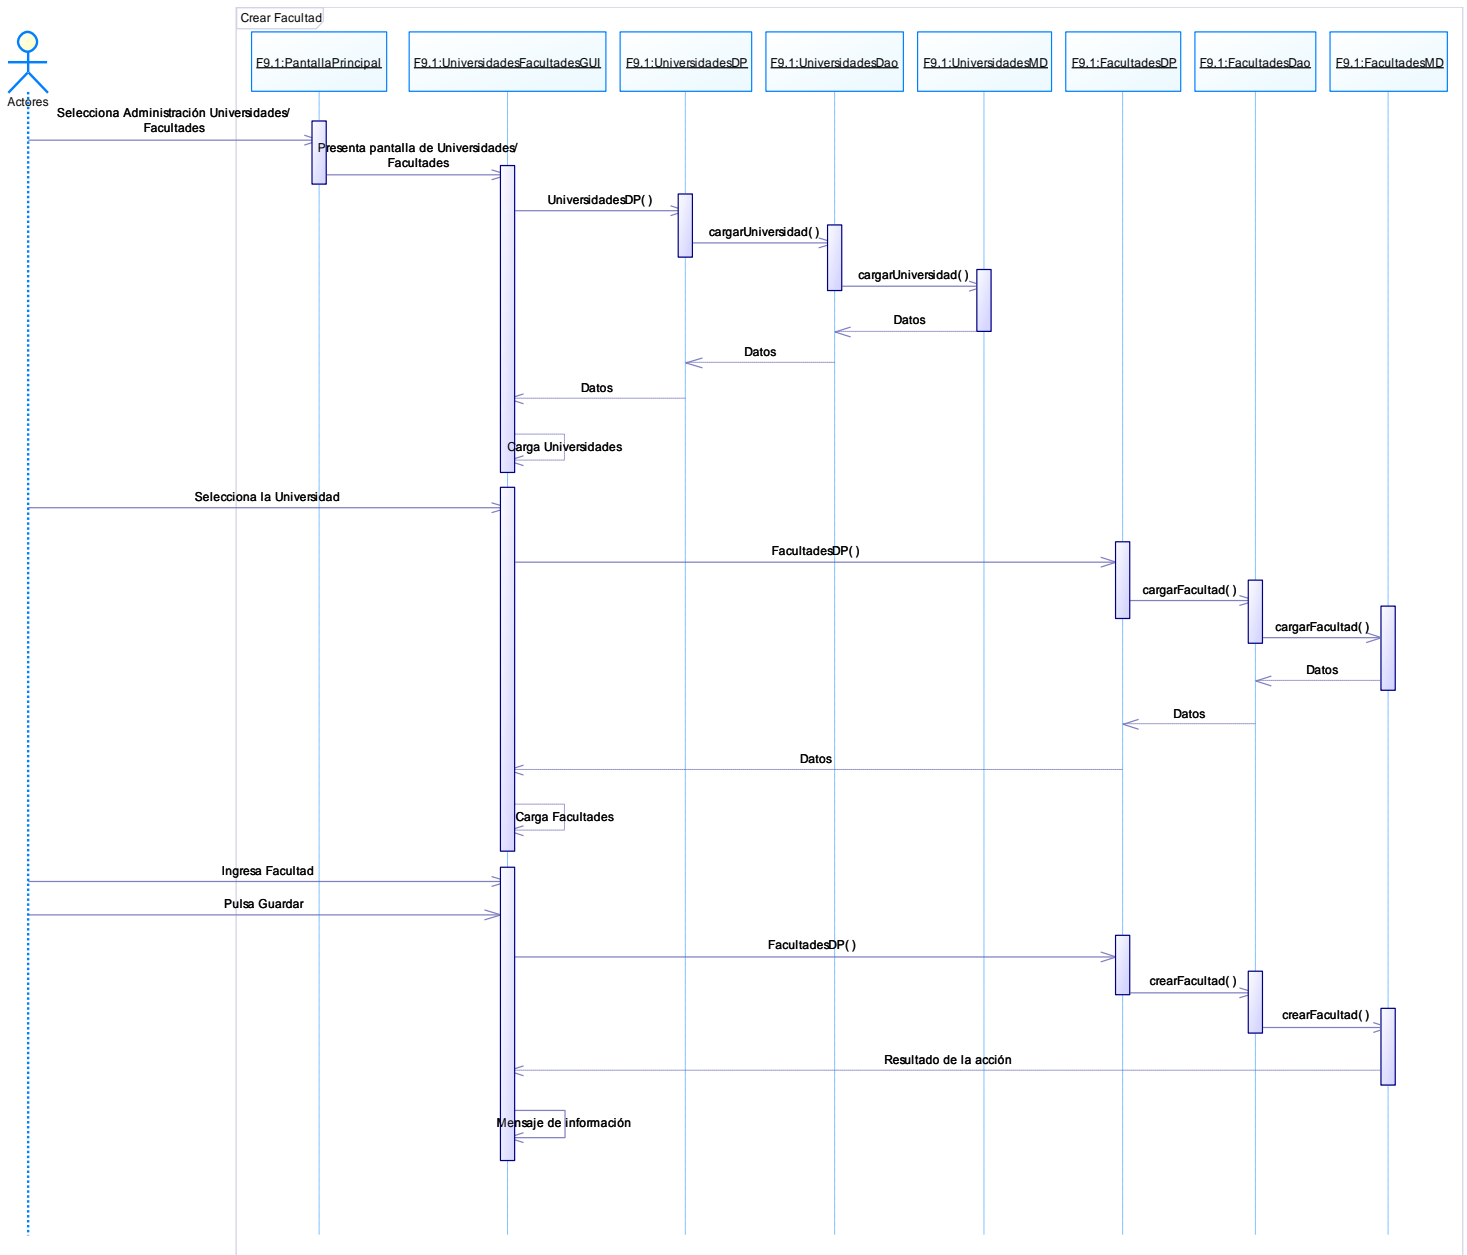 Crear Facultad
Actores
F9.1:PantallaPrincipal
F9.1:UniversidadesFacultadesGUI
F9.1:UniversidadesDP
F9.1:UniversidadesDao
F9.1:UniversidadesMD
F9.1:FacultadesDP
F9.1:FacultadesDao
F9.1:FacultadesMD
Selecciona Administración Universidades/
Facultades
Presenta pantalla de Universidades/
Facultades
UniversidadesDP( )
cargarUniversidad( )
cargarUniversidad( )
Datos
Datos
Datos
Carga Universidades
Selecciona la Universidad
FacultadesDP( )
cargarFacultad( )
cargarFacultad( )
Datos
Datos
Datos
Carga Facultades
Ingresa Facultad
Pulsa Guardar
FacultadesDP( )
crearFacultad( )
crearFacultad( )
Resultado de la acción
Mensaje de información